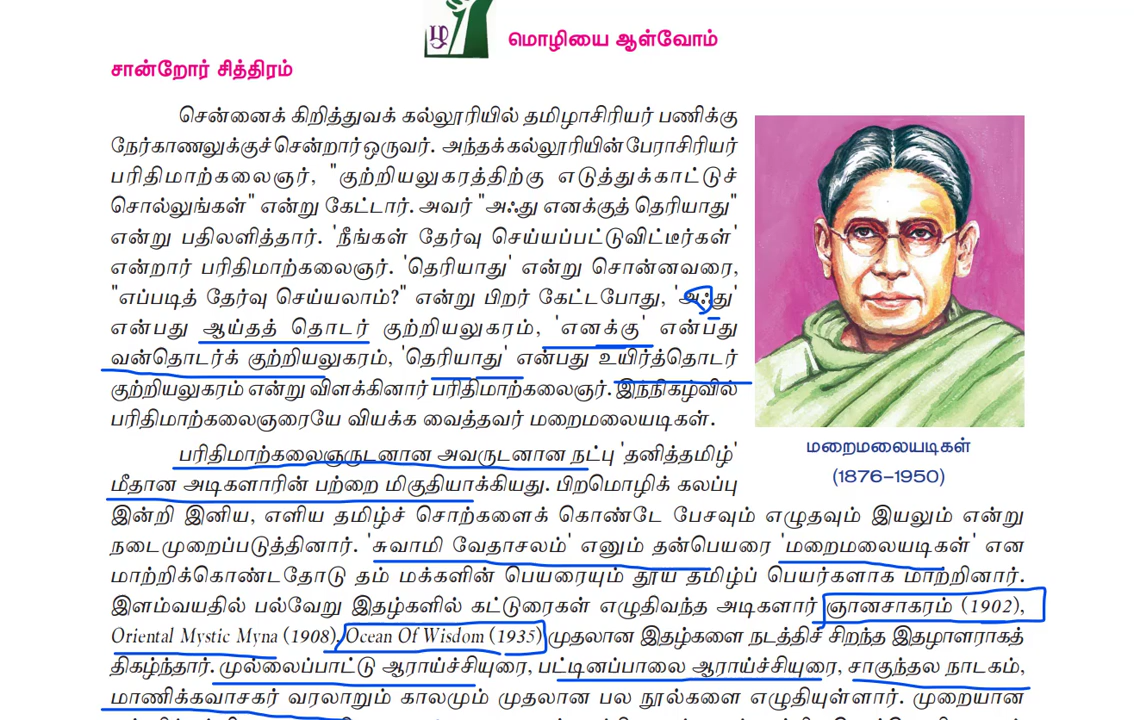 ழ
மொழியை ஆள்வோம்
சான்றோர் சித்திரம்
சென்னைக் கிறித்துவக் கல்லூரியில் தமிழாசிரியர் பணிக்கு
நேர்காணலுக்குச்சென்றார்ஒருவர். அந்தக்கல்லூரியின்பேராசிரியர்
பரிதிமாற்கலைஞர், "குற்றியலுகரத்திற்கு எடுத்துக்காட்டுச்
சொல்லுங்கள்" என்று கேட்டார். அவர் "அஃது எனக்குத் தெரியாது"
என்று பதிலளித்தார். 'நீங்கள் தேர்வு செய்யப்பட்டுவிட்டீர்கள்'
என்றார் பரிதிமாற்கலைஞர். 'தெரியாது' என்று சொன்னவரை,
"எப்படித் தேர்வு செய்யலாம்?" என்று பிறர் கேட்டபோது, 'அஃது'
என்பது ஆய்தத் தொடர் குற்றியலுகரம், 'எனக்கு' என்பது
வன்தொடர்க் குற்றியலுகரம், 'தெரியாது' என்பது உயிர்த்தொடர்
குற்றியலுகரம் என்று விளக்கினார் பரிதிமாற்கலைஞர். இந்நிகழ்வில்
பரிதிமாற்கலைஞரையே வியக்க வைத்தவர் மறைமலையடிகள்.
மறைமலையடிகள்
(1876–1950)
பரிதிமாற்கலைஞருடனான அவருடனான நட்பு 'தனித்தமிழ்'
மீதான அடிகளாரின் பற்றை மிகுதியாக்கியது. பிறமொழிக் கலப்பு
இன்றி இனிய, எளிய தமிழ்ச் சொற்களைக் கொண்டே பேசவும் எழுதவும் இயலும் என்று
நடைமுறைப்படுத்தினார். 'சுவாமி வேதாசலம்' எனும் தன்பெயரை 'மறைமலையடிகள்' என
மாற்றிக்கொண்டதோடு தம் மக்களின் பெயரையும் தூய தமிழ்ப் பெயர்களாக மாற்றினார்.
இளம்வயதில் பல்வேறு இதழ்களில் கட்டுரைகள் எழுதிவந்த அடிகளார் ஞானசாகரம் (1902),
Oriental Mystic Myna (1908), Ocean Of Wisdom (1935) முதலான இதழ்களை நடத்திச் சிறந்த இதழாளராகத்
திகழ்ந்தார். முல்லைப்பாட்டு ஆராய்ச்சியுரை, பட்டினப்பாலை ஆராய்ச்சியுரை, சாகுந்தல நாடகம்,
மாணிக்கவாசகர் வரலாறும் காலமும் முதலான பல நூல்களை எழுதியுள்ளார். முறையான